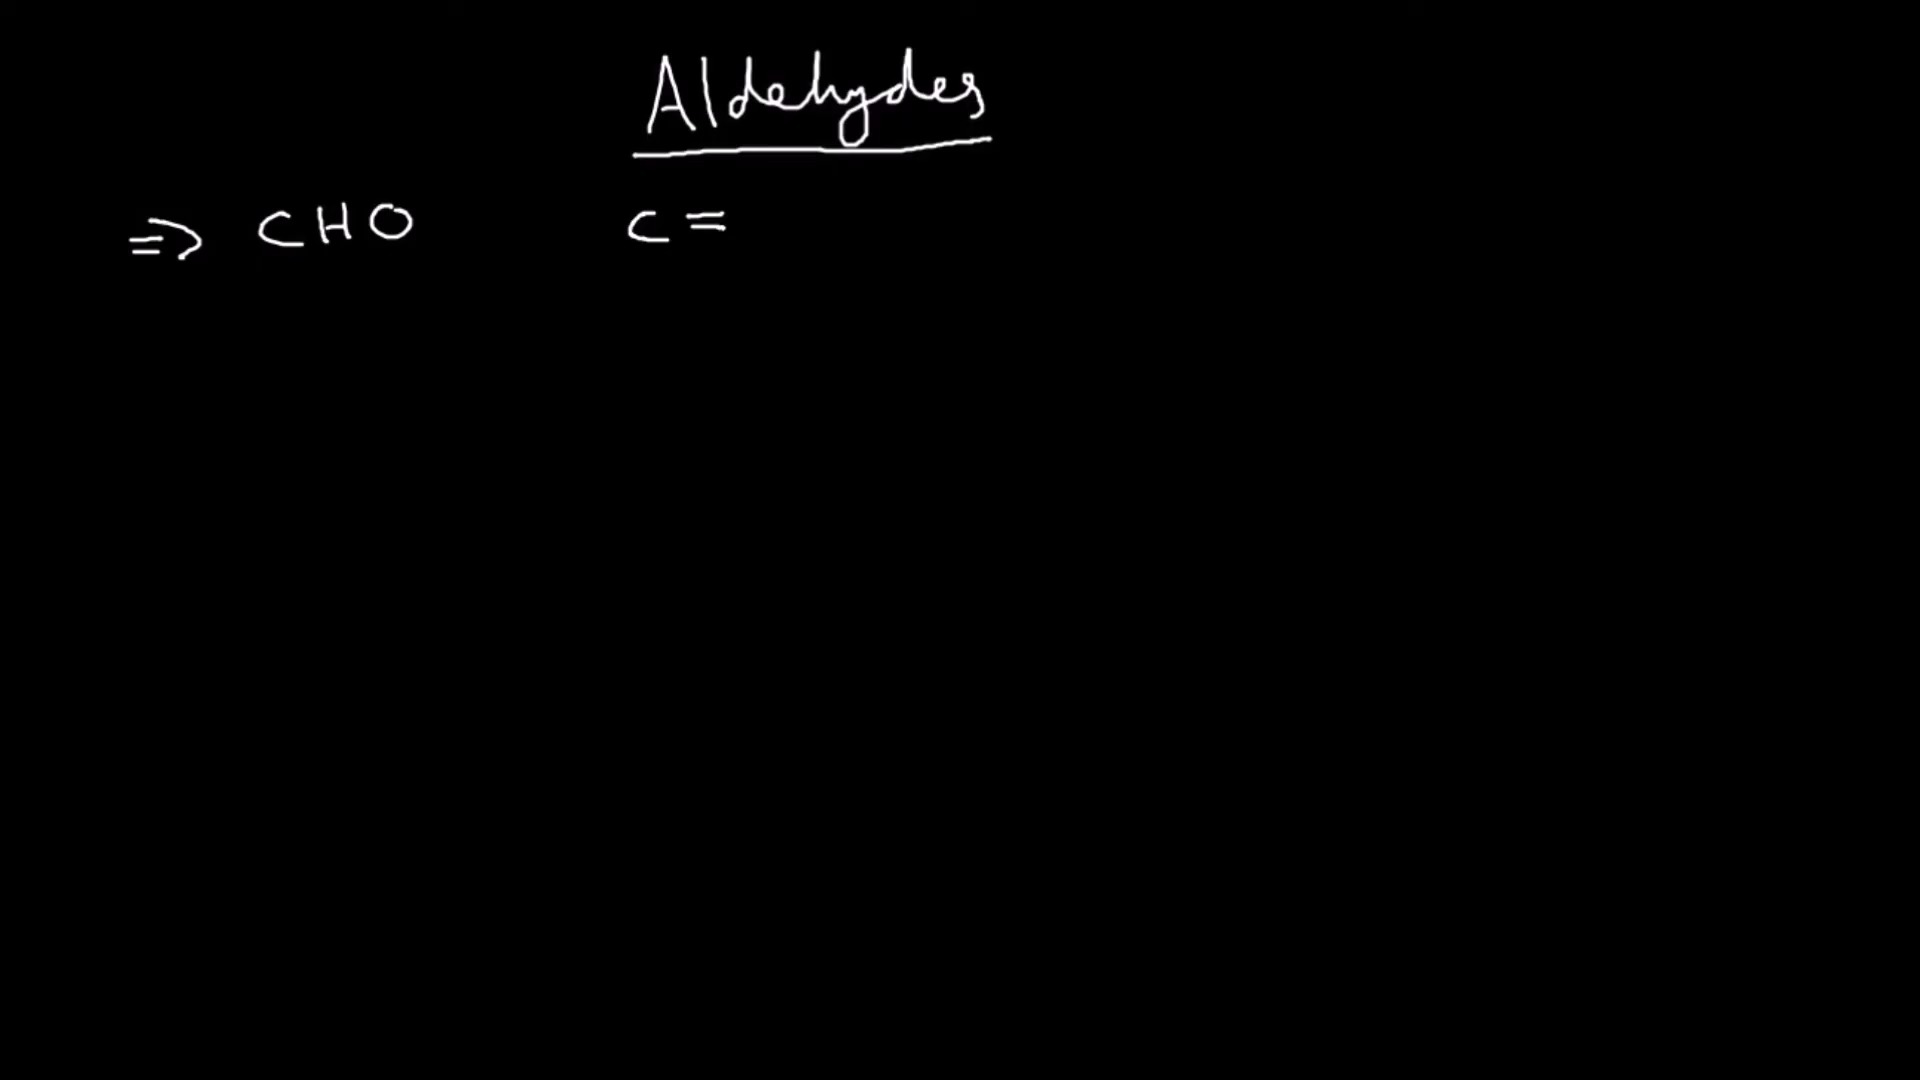 Aldehydes
⇒ CHO C =